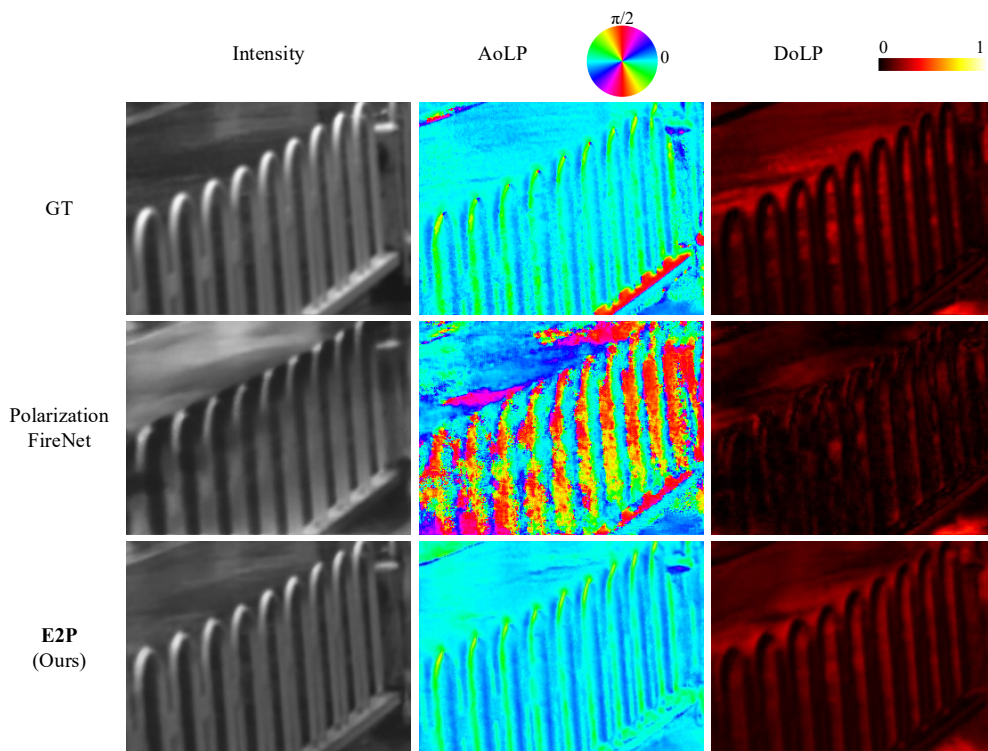 π/2
Intensity AoLP 0 DoLP 0 1
GT
Polarization
FireNet
E2P
(Ours)